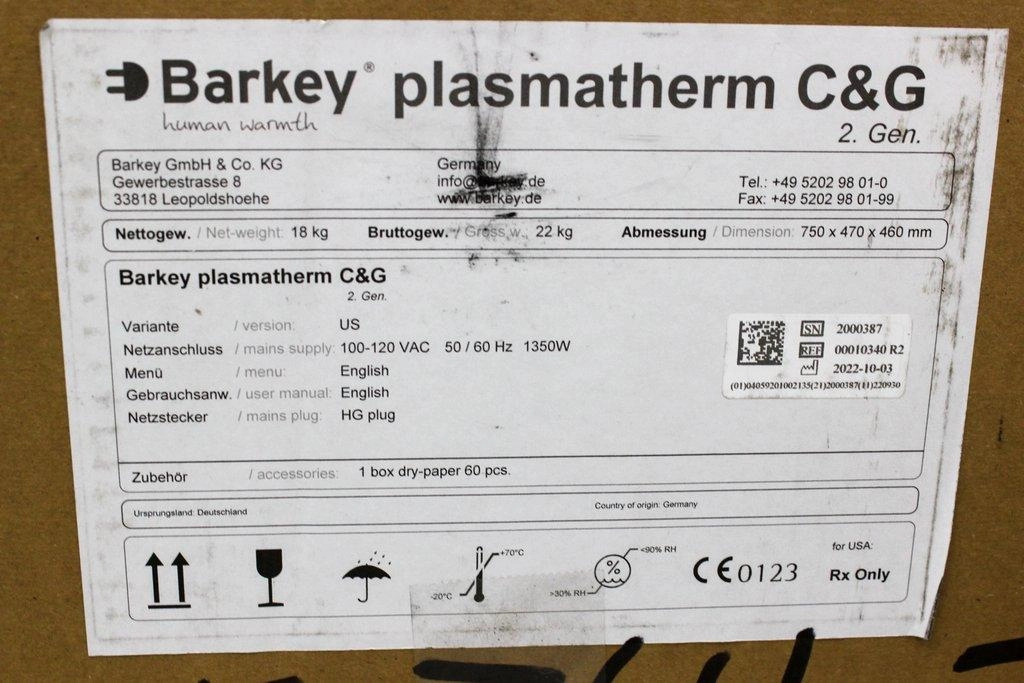 Barkey® plasmatherm C&G
human warmth
2. Gen.
Barkey GmbH & Co. KG
Gewerbestrasse 8
33818 Leopoldshoehe
Germany
info@barkey.de
www.barkey.de
Tel.: +49 5202 98 01-0
Fax: +49 5202 98 01-99
Nettogew. / Net-weight: 18 kg Bruttogew. / Gross w.: 22 kg Abmessung / Dimension: 750 x 470 x 460 mm
Barkey plasmatherm C&G
2. Gen.
Variante / version: US
Netzanschluss / mains supply: 100-120 VAC 50 / 60 Hz 1350W
Menü / menu: English
Gebrauchsanw. / user manual: English
Netzstecker / mains plug: HG plug
SN 2000387
REF 00010340 R2
2022-10-03
(01)04059201002135(21)2000387(11)220930
Zubehör / accessories: 1 box dry-paper 60 pcs.
Ursprungsland: Deutschland Country of origin: Germany
+70°C
-20°C
%
<90% RH
>30% RH
CE 0123
for USA:
Rx Only